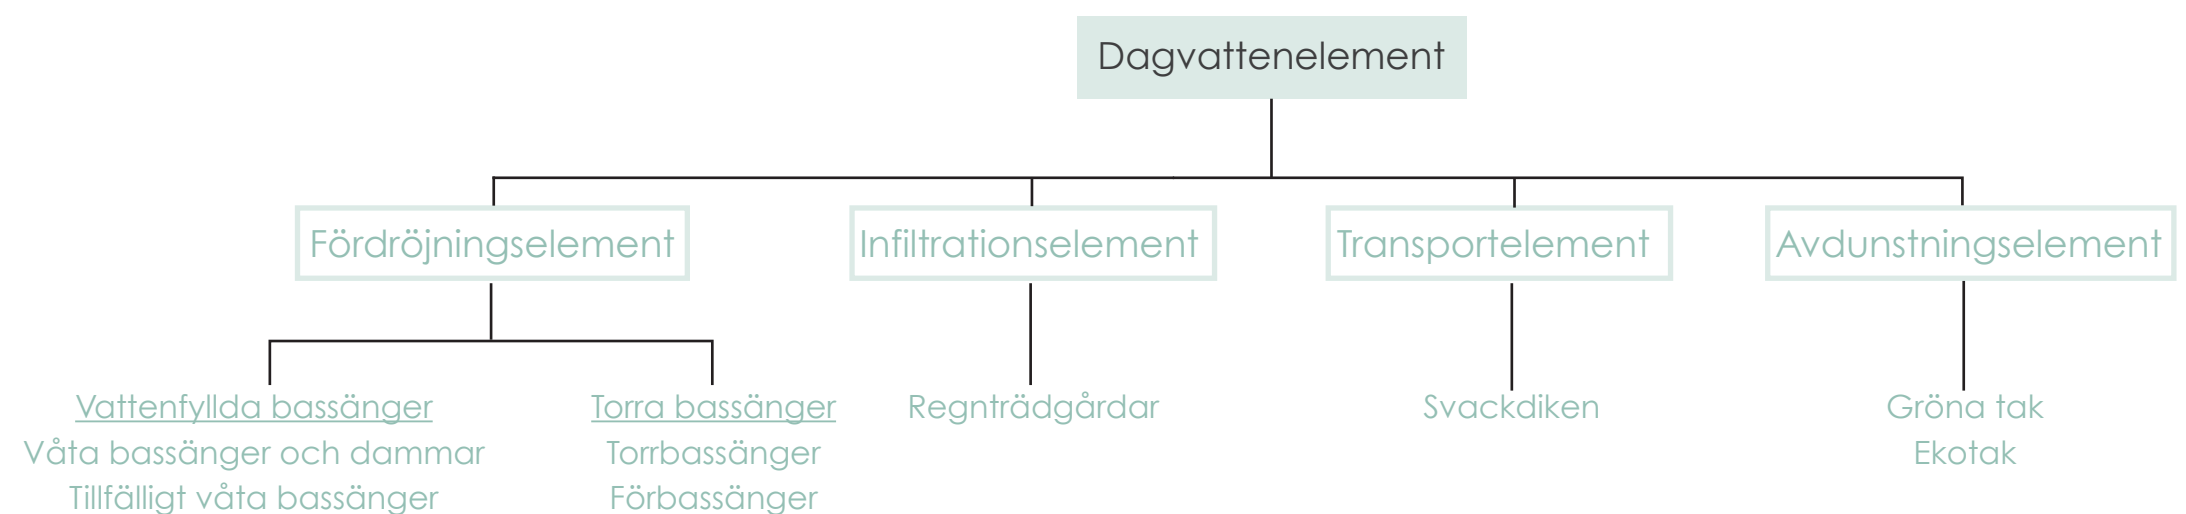 Dagvattenelement
Fördröjningselement
Infiltrationselement
Transportelement
Avdunstningselement
Vattenfyllda bassänger
Våta bassänger och dammar
Tillfälligt våta bassänger
Torra bassänger
Torrbassänger
Förbassänger
Regnträdgårdar
Svackdiken
Gröna tak
Ekotak